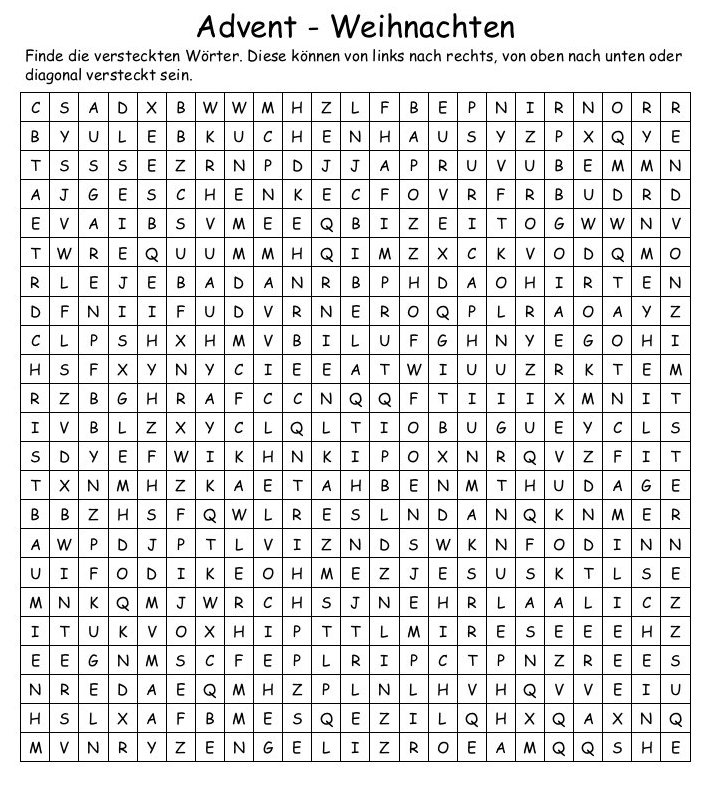 Advent - Weihnachten
Finde die versteckten Wörter. Diese können von links nach rechts, von oben nach unten oder
diagonal versteckt sein.
C S A D X B W W M H Z L F B E P N I R N O R R
B Y U L E B K U C H E N H A U S Y Z P X Q Y E
T S S S E Z R N P D J J A P R U V U B E M M N
A J G E S C H E N K E C F O V R F R B U D R D
E V A I B S V M E E Q B I Z E I T O G W W N V
T W R E Q U U M M H Q I M Z X C K V O D Q M O
R L E J E B A D A N R B P H D A O H I R T E N
D F N I I F U D V R N E R O Q P L R A O A Y Z
C L P S H X H M V B I L U F G H N Y E G O H I
H S F X Y N Y C I E E A T W I U U Z R K T E M
R Z B G H R A F C C N Q Q F T I I I X M N I T
I V B L Z X Y C L Q L T I O B U G U E Y C L S
S D Y E F W I K H N K I P O X N R Q V Z F I T
T X N M H Z K A E T A H B E N M T H U D A G E
B B Z H S F Q W L R E S L N D A N Q K N M E R
A W P D J P T L V I Z N D S W K N F O D I N N
U I F O D I K E O H M E Z J E S U S K T L S E
M N K Q M J W R C H S J N E H R L A A L I C Z
I T U K V O X H I P T T L M I R E S E E E H Z
E E G N M S C F E P L R I P C T P N Z R E E S
N R E D A E Q M H Z P L N L H V H Q V V E I U
H S L X A F B M E S Q E Z I L Q H X Q A X N Q
M V N R Y Z E N G E L I Z R O E A M Q Q S H E